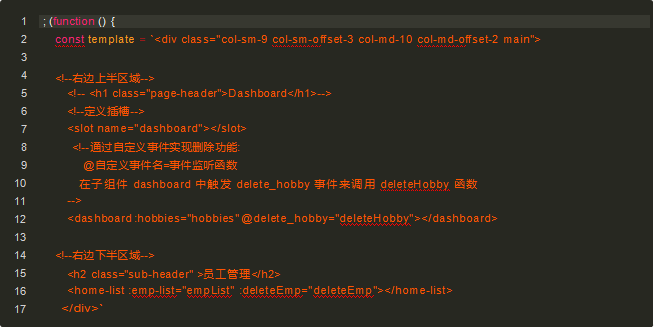 1 ; (function () {
2 const template = `<div class="col-sm-9 col-sm-offset-3 col-md-10 col-md-offset-2 main">
3
4 <!--右边上半区域-->
5 <!-- <h1 class="page-header">Dashboard</h1>-->
6 <!--定义插槽-->
7 <slot name="dashboard"></slot>
8 <!--通过自定义事件实现删除功能:
9 @自定义事件名=事件监听函数
10 在子组件 dashboard 中触发 delete_hobby 事件来调用 deleteHobby 函数
11 -->
12 <dashboard :hobbies="hobbies" @delete_hobby="deleteHobby"></dashboard>
13
14 <!--右边下半区域-->
15 <h2 class="sub-header" >员工管理</h2>
16 <home-list :emp-list="empList" :deleteEmp="deleteEmp"></home-list>
17 </div>`